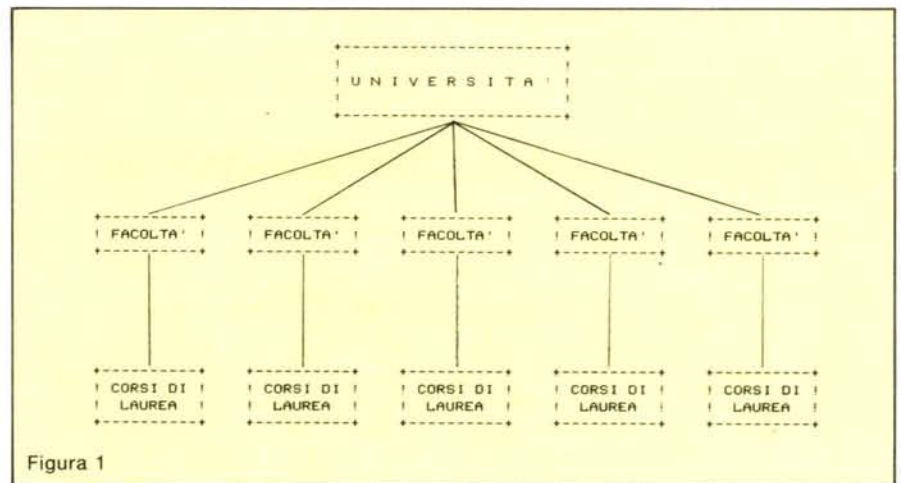 U N I V E R S I T A '
FACOLTA' FACOLTA' FACOLTA' FACOLTA' FACOLTA'
CORSI DI CORSI DI CORSI DI CORSI DI CORSI DI
LAUREA LAUREA LAUREA LAUREA LAUREA
Figura 1